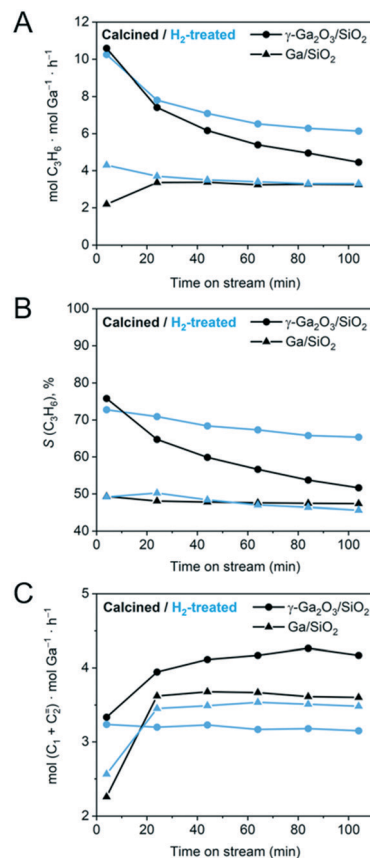 A
Calcined / H₂-treated
γ-Ga₂O₃/SiO₂
Ga/SiO₂
mol C₃H₆ · mol Ga⁻¹ · h⁻¹
12
10
8
6
4
2
0
0 20 40 60 80 100
Time on stream (min)
B
Calcined / H₂-treated
γ-Ga₂O₃/SiO₂
Ga/SiO₂
S (C₃H₆), %
100
90
80
70
60
50
40
0 20 40 60 80 100
Time on stream (min)
C
Calcined / H₂-treated
γ-Ga₂O₃/SiO₂
Ga/SiO₂
mol (C₁ + C₂⁼) · mol Ga⁻¹ · h⁻¹
5
4
3
2
0 20 40 60 80 100
Time on stream (min)